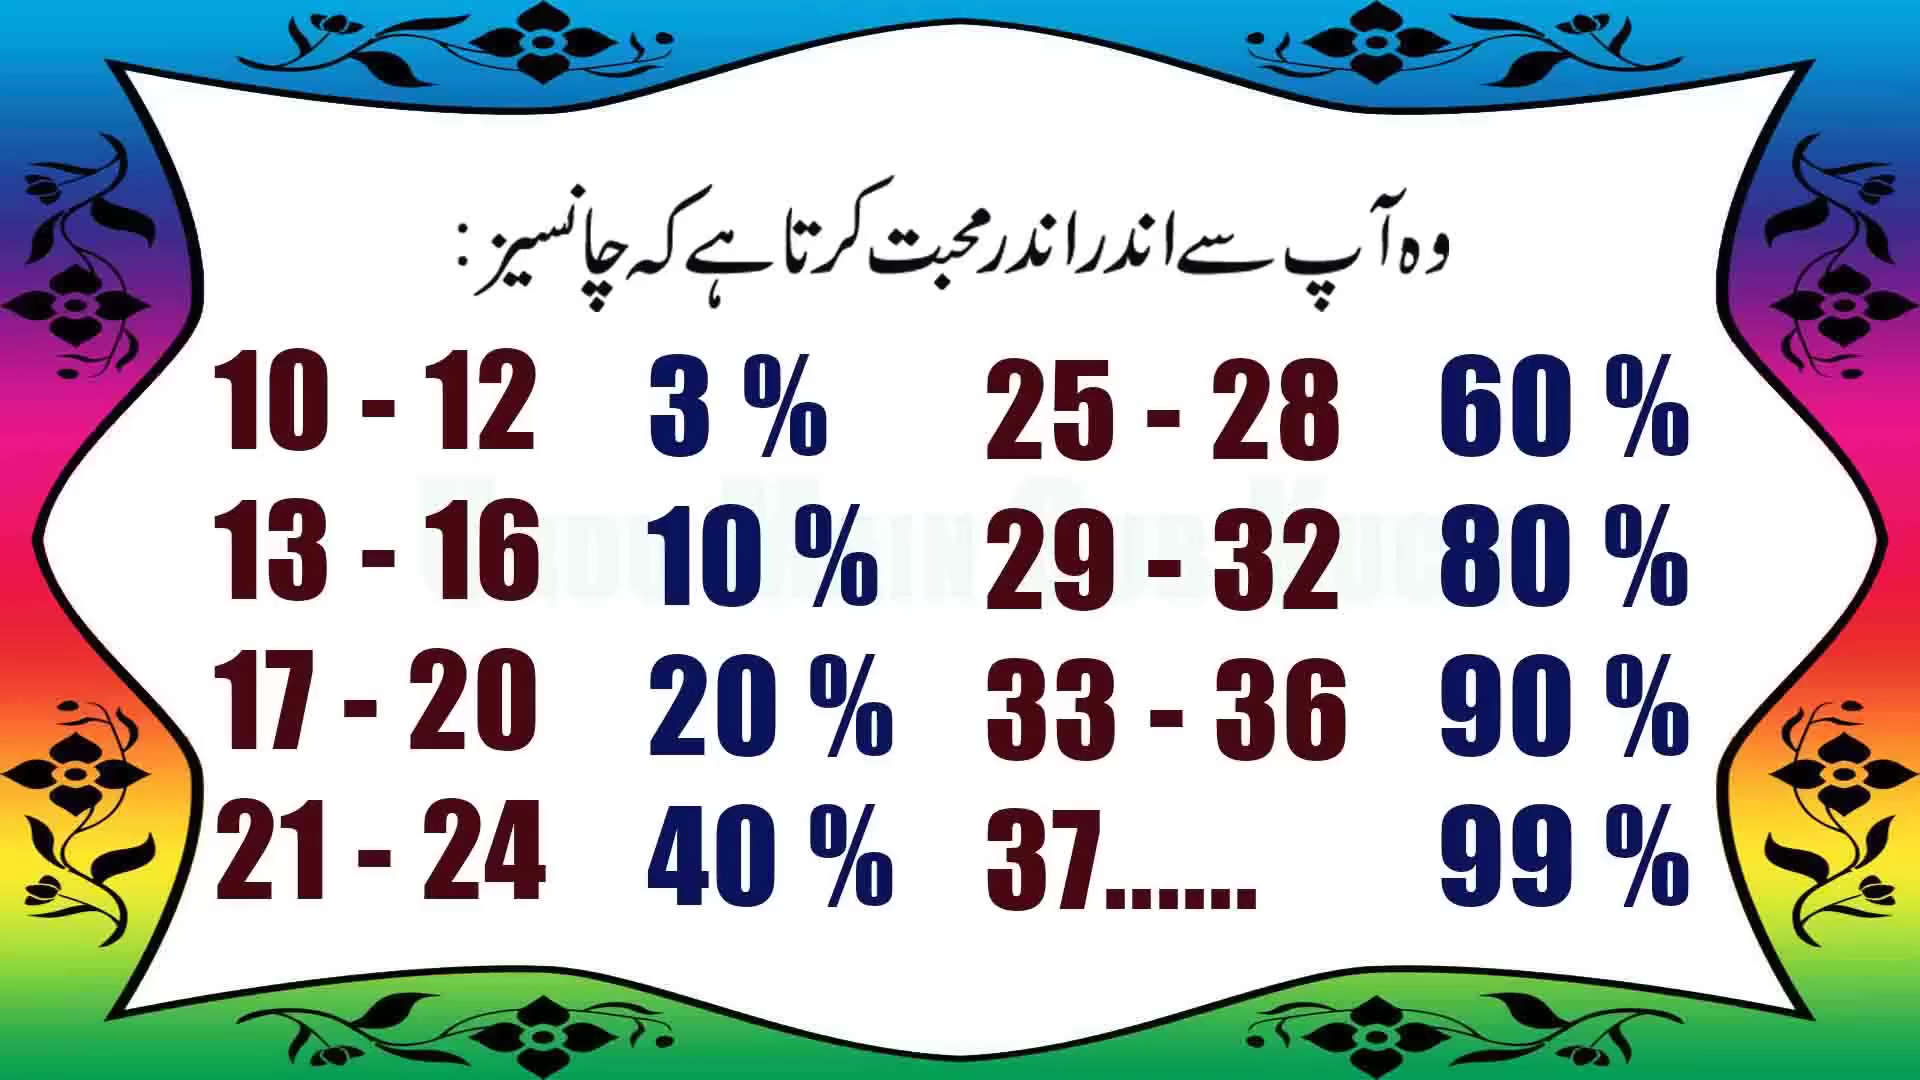 وہ آپ سے اندر اندر محبت کرتا ہے کہ چانسیز :
10 - 12 3 % 25 - 28 60 %
13 - 16 10 % 29 - 32 80 %
17 - 20 20 % 33 - 36 90 %
21 - 24 40 % 37...... 99 %